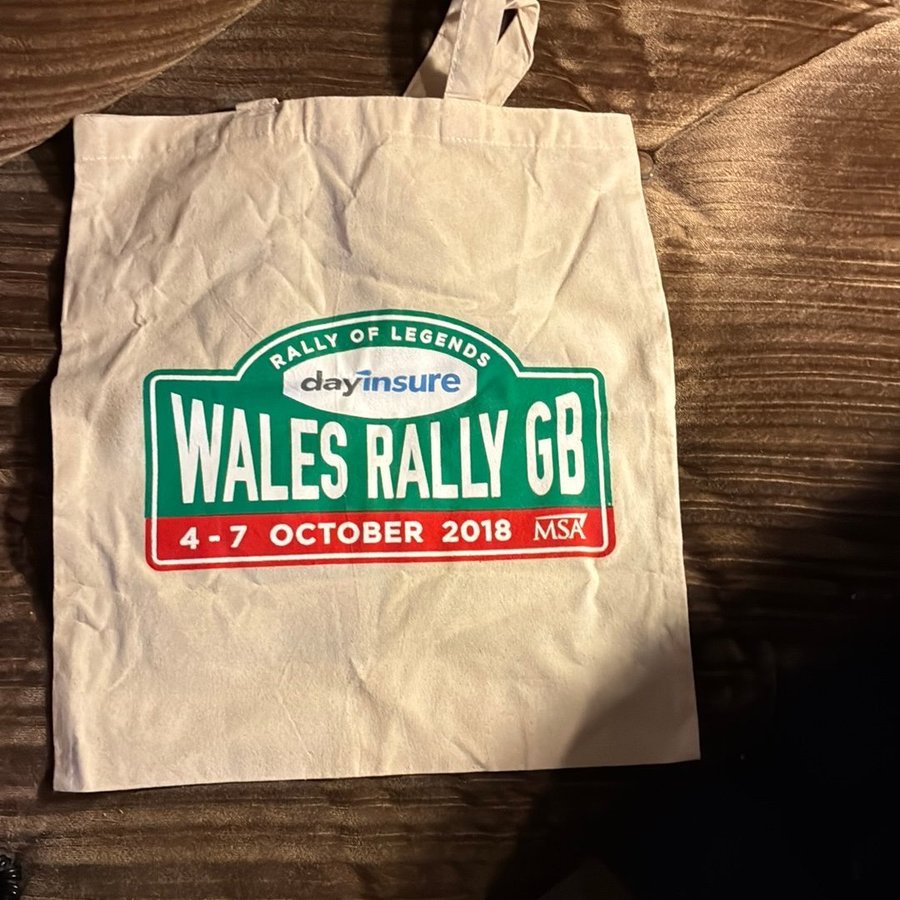 RALLY OF LEGENDS
dayinsure
WALES RALLY GB
4 - 7 OCTOBER 2018 MSA